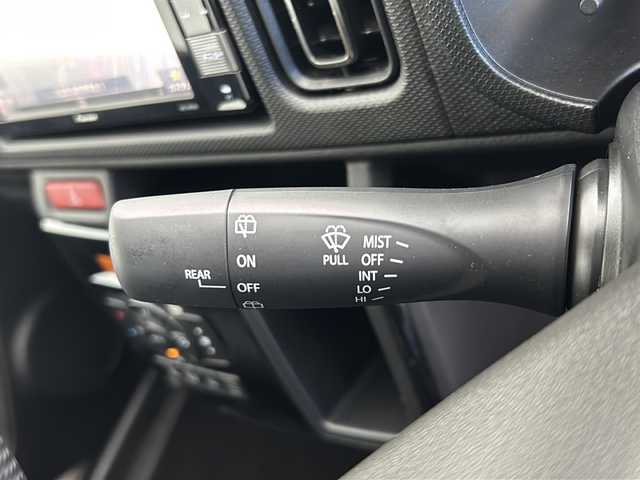 REAR
ON
OFF
PULL
MIST
OFF
INT
LO
HI